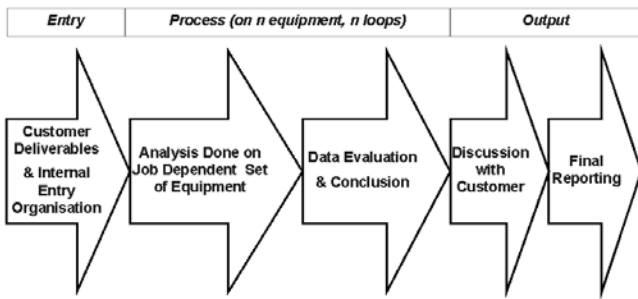 Entry
Process (on n equipment, n loops)
Output
Customer
Deliverables
& Internal
Entry
Organisation
Analysis Done on
Job Dependent Set
of Equipment
Data Evaluation
& Conclusion
Discussion
with
Customer
Final
Reporting